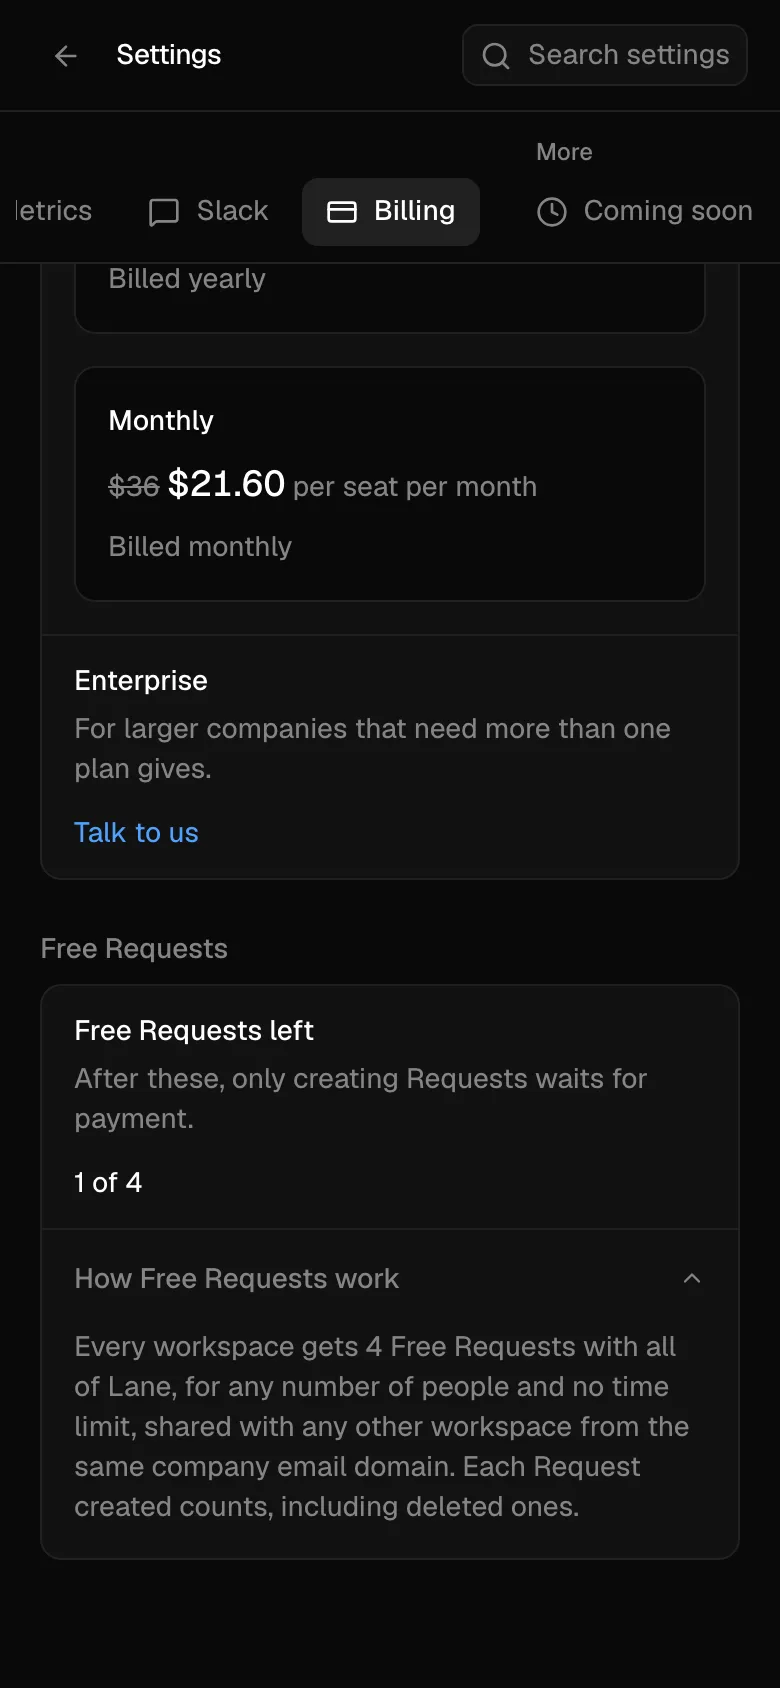 Settings
Search settings
More
etrics
Slack
Billing
Coming soon
Billed yearly
Monthly
$36 $21.60 per seat per month
Billed monthly
Enterprise
For larger companies that need more than one
plan gives.
Talk to us
Free Requests
Free Requests left
After these, only creating Requests waits for
payment.
1 of 4
How Free Requests work
Every workspace gets 4 Free Requests with all
of Lane, for any number of people and no time
limit, shared with any other workspace from the
same company email domain. Each Request
created counts, including deleted ones.